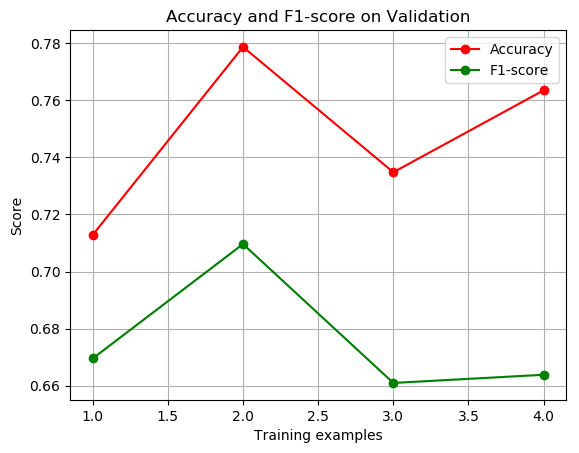 Accuracy and F1-score on Validation
Accuracy
F1-score
Score
0.78
0.76
0.74
0.72
0.70
0.68
0.66
1.0 1.5 2.0 2.5 3.0 3.5 4.0
Training examples